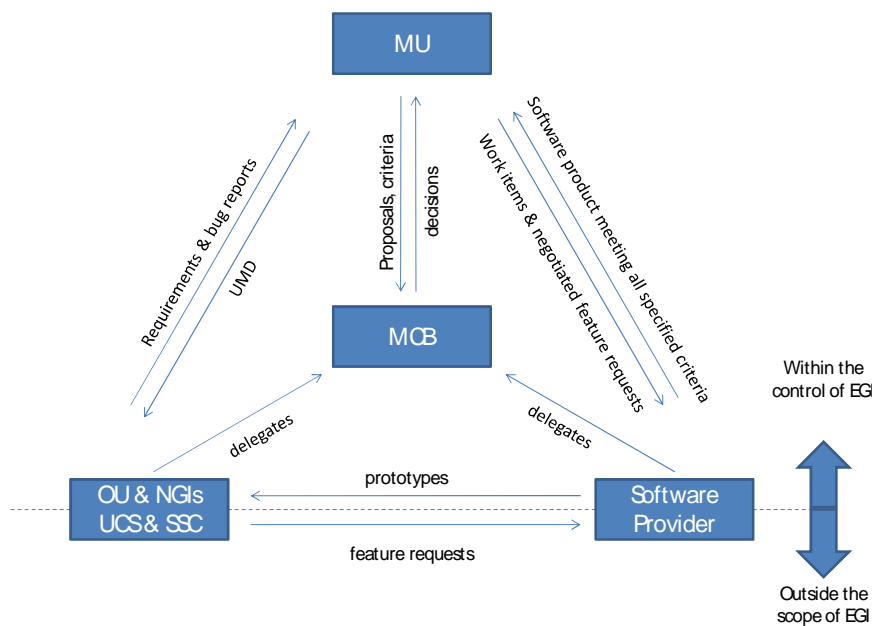 MU
Requirements & bug reports
UMD
Proposals, criteria
decisions
Work items & negotiated feature requests
Software product meeting all specified criteria
MCB
Within the
control of EGI
delegates
delegates
OU & NGIs
UCS & SSC
prototypes
feature requests
Software
Provider
Outside the
scope of EGI